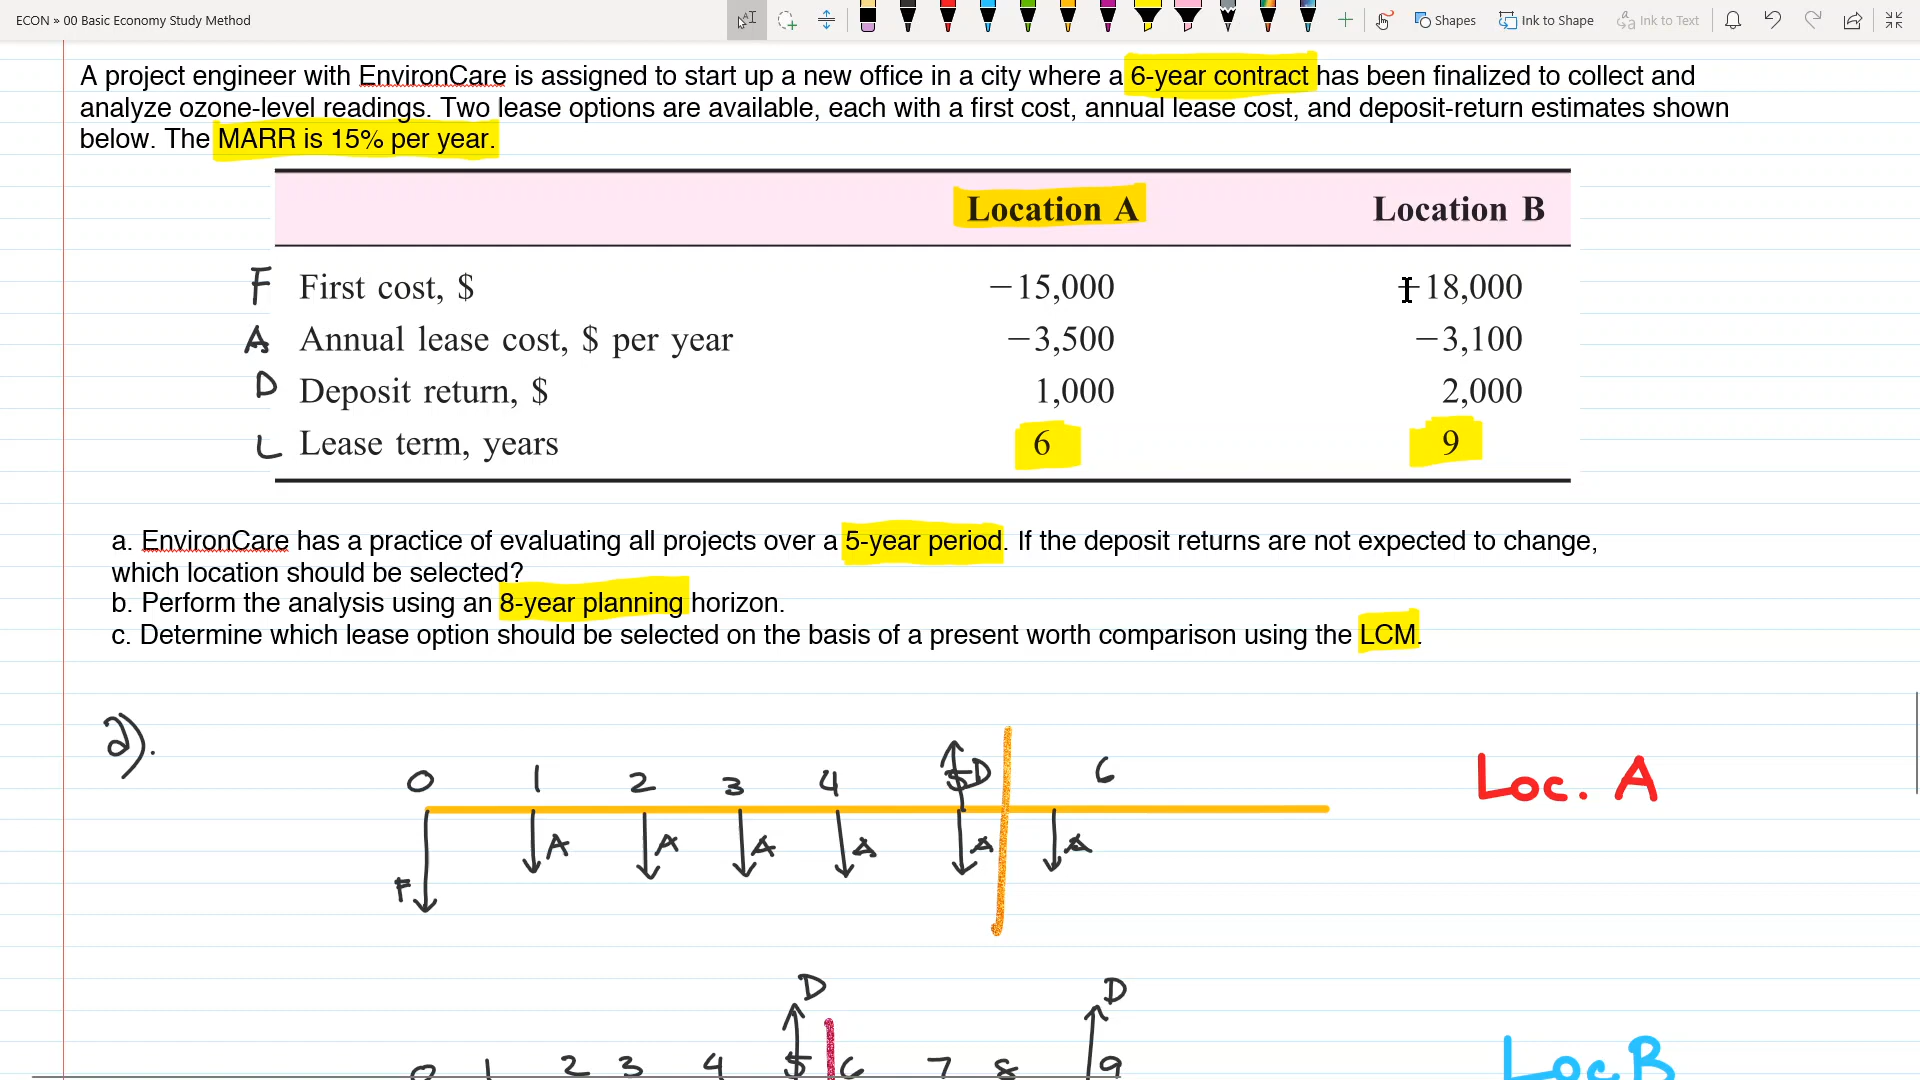 ECON » 00 Basic Economy Study Method
Shapes Ink to Shape Ink to Text
A project engineer with EnvironCare is assigned to start up a new office in a city where a 6-year contract has been finalized to collect and
analyze ozone-level readings. Two lease options are available, each with a first cost, annual lease cost, and deposit-return estimates shown
below. The MARR is 15% per year.
Location A Location B
F First cost, $ −15,000 −18,000
A Annual lease cost, $ per year −3,500 −3,100
D Deposit return, $ 1,000 2,000
L Lease term, years 6 9
a. EnvironCare has a practice of evaluating all projects over a 5-year period. If the deposit returns are not expected to change,
which location should be selected?
b. Perform the analysis using an 8-year planning horizon.
c. Determine which lease option should be selected on the basis of a present worth comparison using the LCM.
a).
0 1 2 3 4 5 D 6 Loc. A
A A A A A A
F
D D
0 1 2 3 4 5 6 7 8 9 Loc B